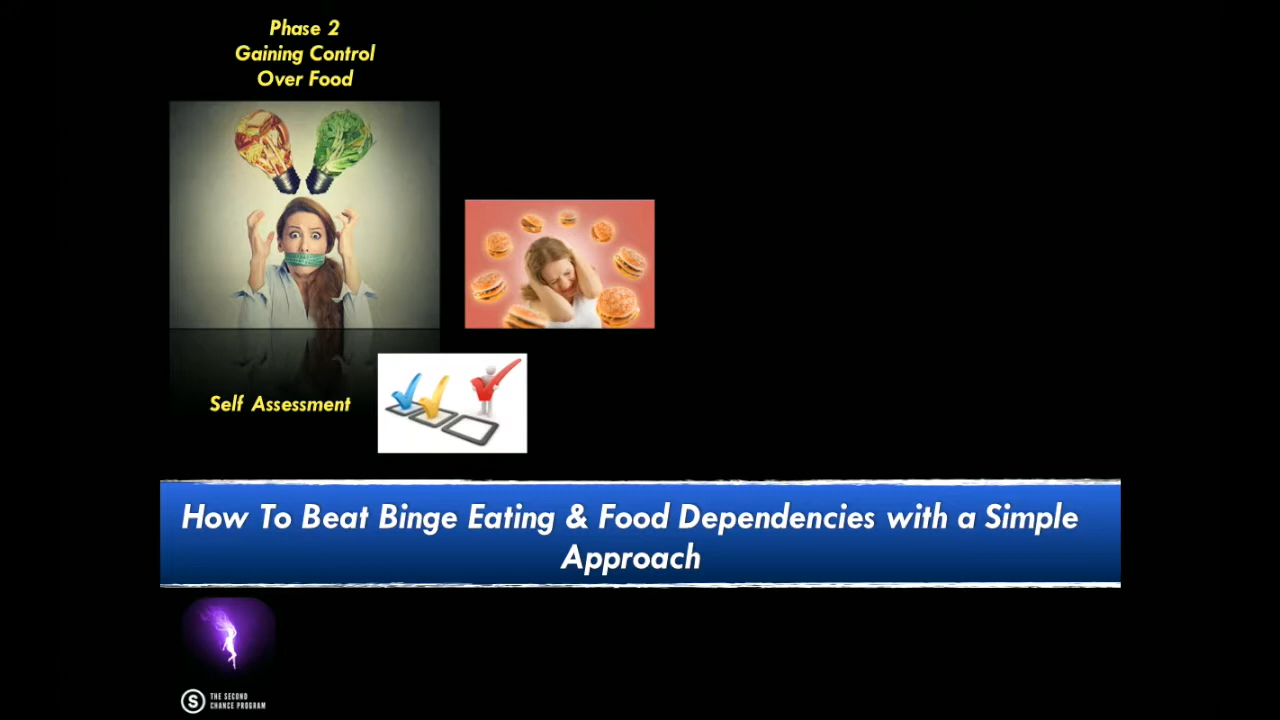 Phase 2
Gaining Control
Over Food
Self Assessment
How To Beat Binge Eating & Food Dependencies with a Simple
Approach
S
THE SECOND
CHANCE PROGRAM